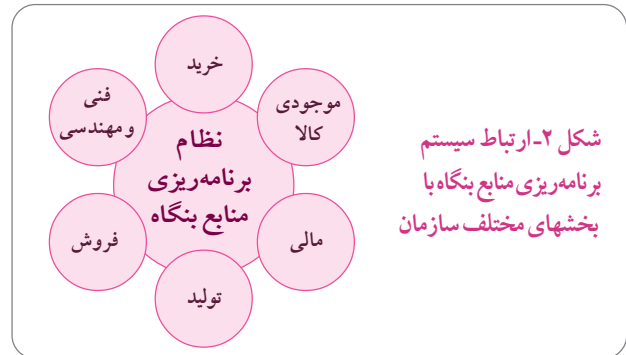 خرید
موجودی
کالا
فنی
و مهندسی
نظام
برنامه‌ریزی
منابع بنگاه
مالی
فروش
تولید
شکل ۲-ارتباط سیستم
برنامه‌ریزی منابع بنگاه با
بخشهای مختلف سازمان